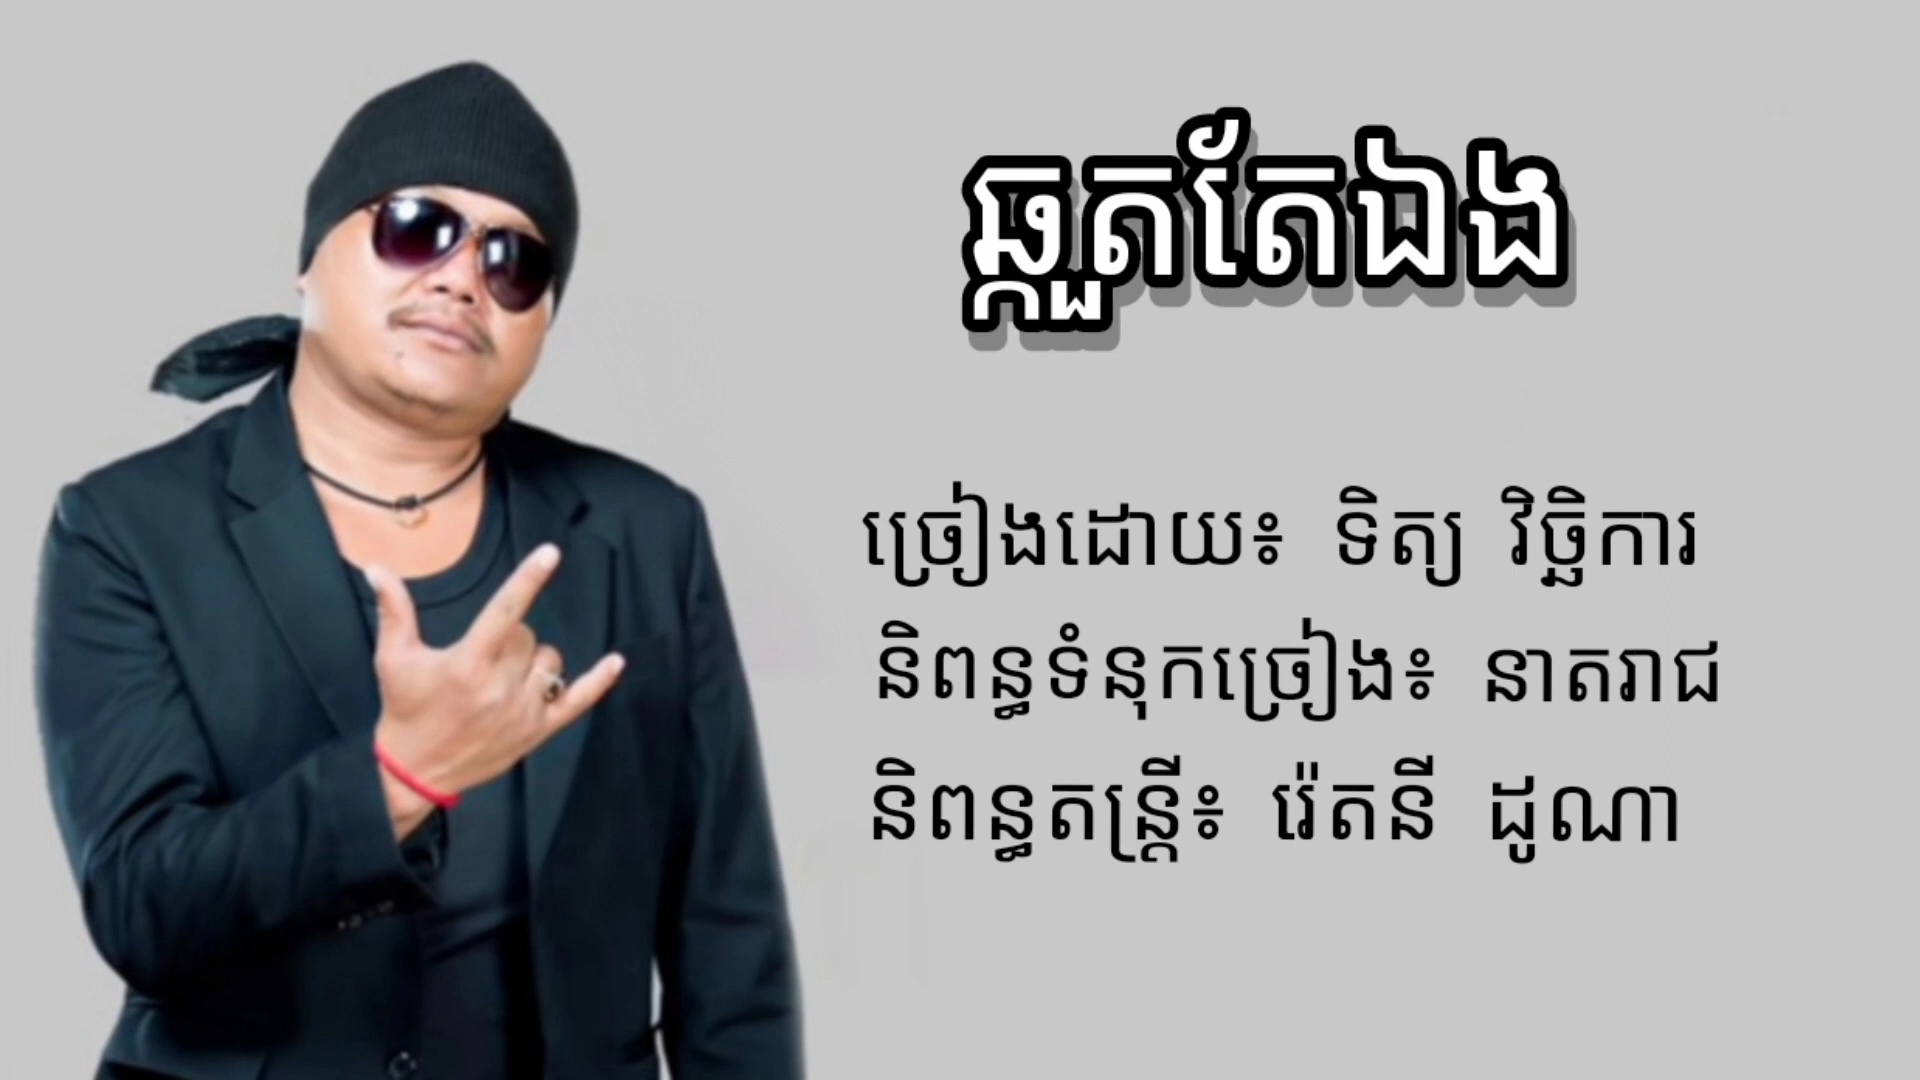 ឆ្កួតតែឯង
ច្រៀងដោយ៖ ទិត្យ វិច្ឆិការ
និពន្ធទំនុកច្រៀង៖ នាតរាជ
និពន្ធតន្ត្រី៖ រ៉េតនី ដូណា